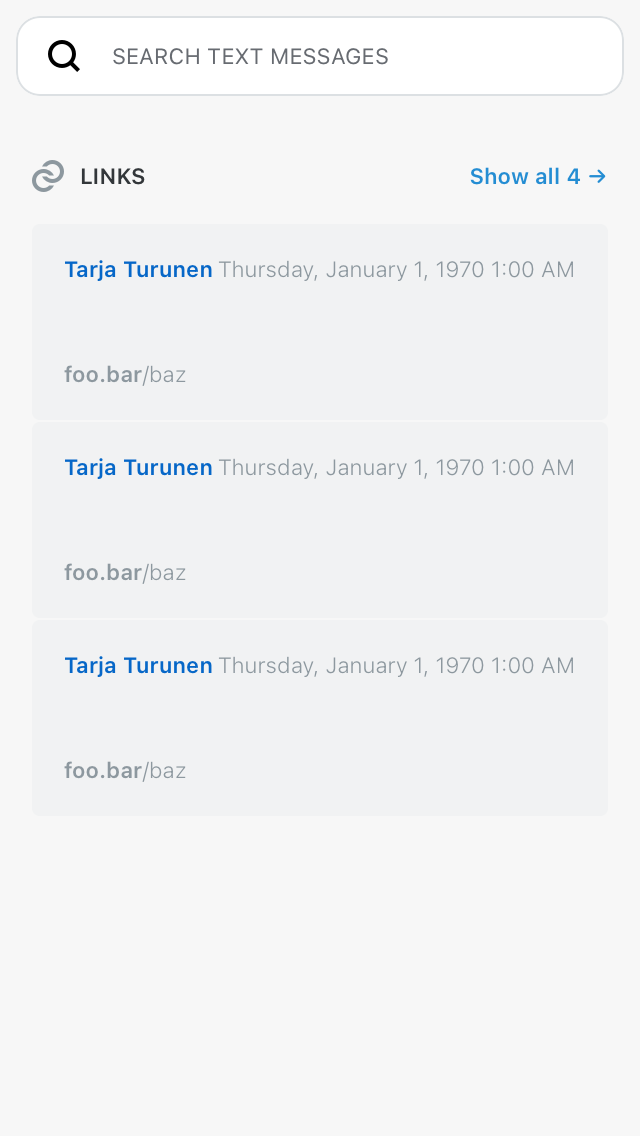 SEARCH TEXT MESSAGES
LINKS Show all 4 →
Tarja Turunen Thursday, January 1, 1970 1:00 AM
foo.bar/baz
Tarja Turunen Thursday, January 1, 1970 1:00 AM
foo.bar/baz
Tarja Turunen Thursday, January 1, 1970 1:00 AM
foo.bar/baz